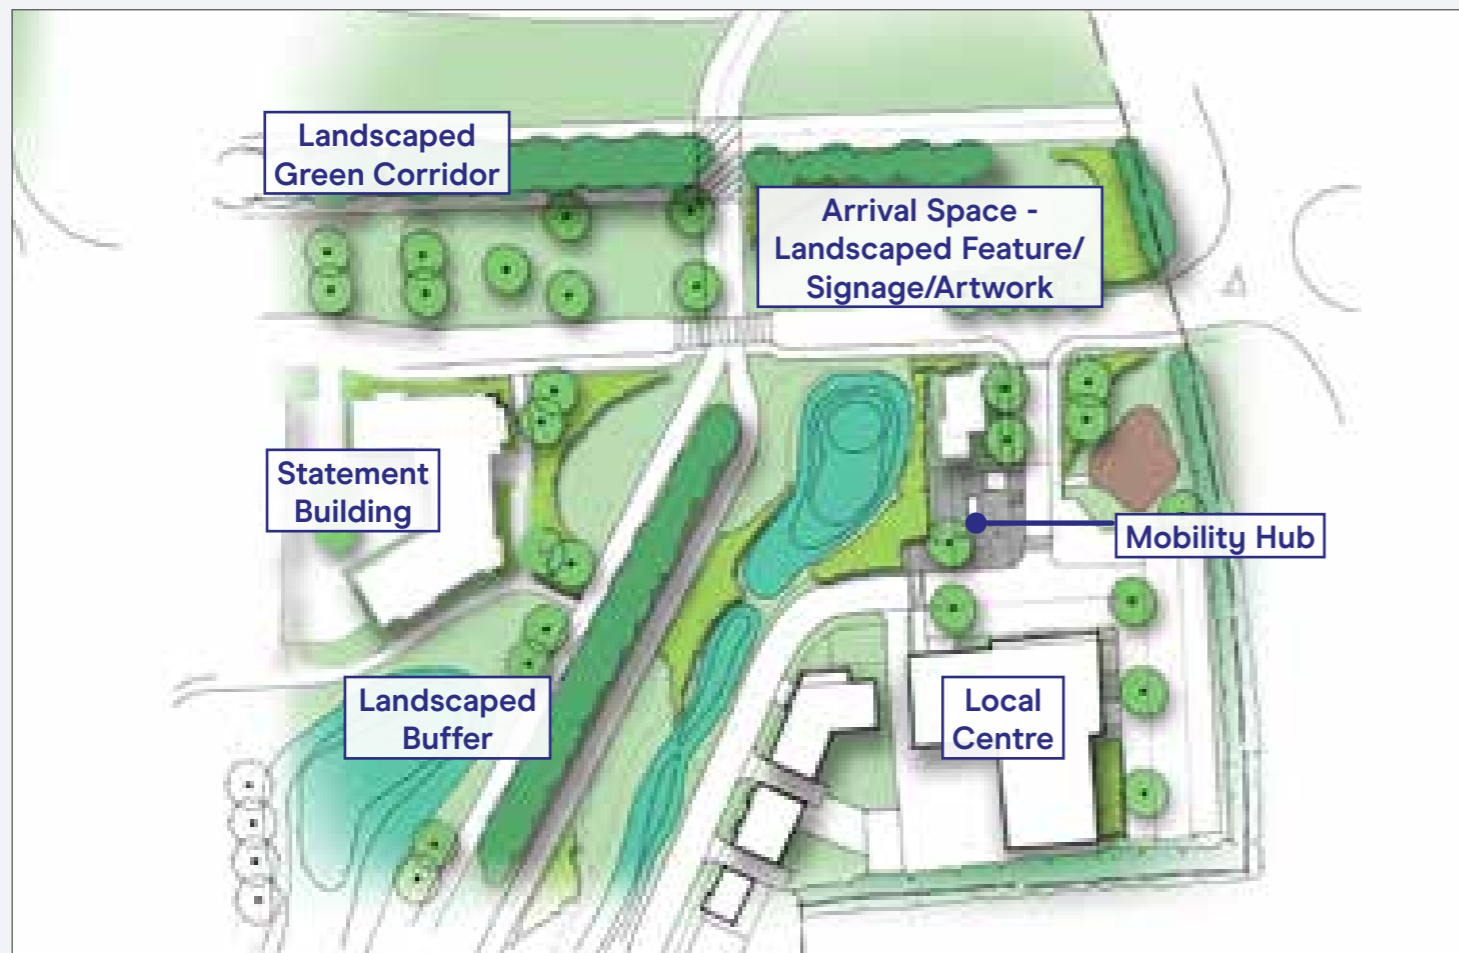 Landscaped
Green Corridor
Arrival Space -
Landscaped Feature/
Signage/Artwork
Statement
Building
Mobility Hub
Landscaped
Buffer
Local
Centre